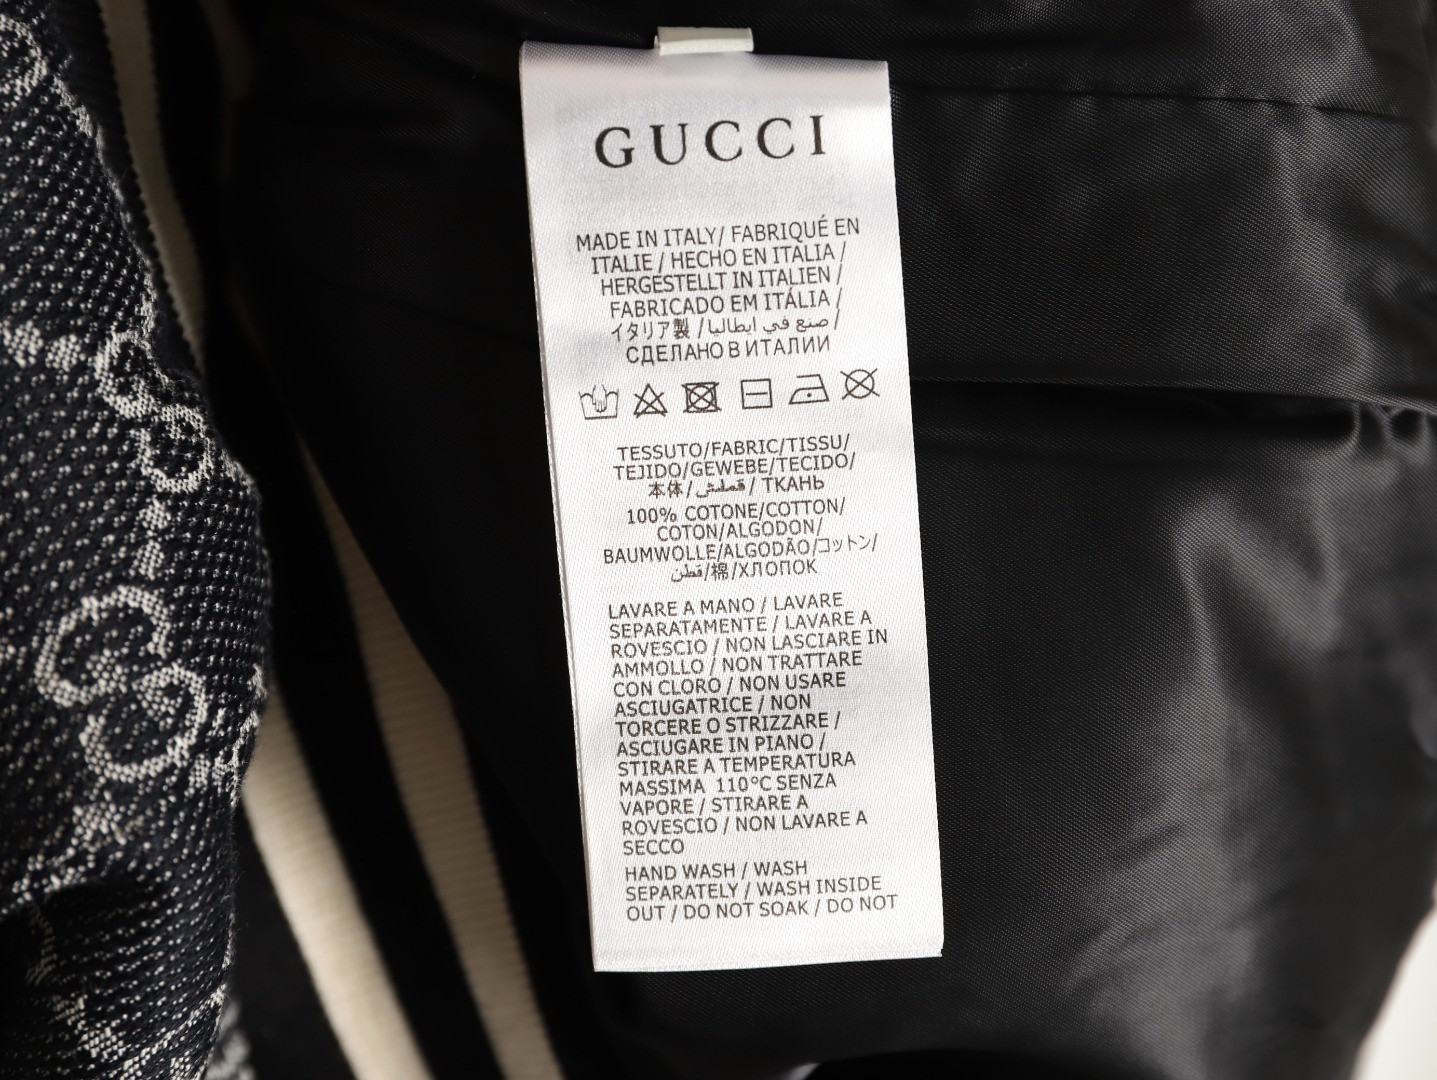 GUCCI
MADE IN ITALY/ FABRIQUÉ EN
ITALIE / HECHO EN ITALIA /
HERGESTELLT IN ITALIEN /
FABRICADO EM ITÁLIA /
イタリア製 / صنع في ايطاليا /
СДЕЛАНО В ИТАЛИИ
TESSUTO/FABRIC/TISSU/
TEJIDO/GEWEBE/TECIDO/
本体/قملش/ ТКАНЬ
100% COTONE/COTTON/
COTON/ALGODON/
BAUMWOLLE/ALGODÃO/コットン/
قطن/棉/ХЛОПОК
LAVARE A MANO / LAVARE
SEPARATAMENTE / LAVARE A
ROVESCIO / NON LASCIARE IN
AMMOLLO / NON TRATTARE
CON CLORO / NON USARE
ASCIUGATRICE / NON
TORCERE O STRIZZARE /
ASCIUGARE IN PIANO /
STIRARE A TEMPERATURA
MASSIMA 110°C SENZA
VAPORE / STIRARE A
ROVESCIO / NON LAVARE A
SECCO
HAND WASH / WASH
SEPARATELY / WASH INSIDE
OUT / DO NOT SOAK / DO NOT